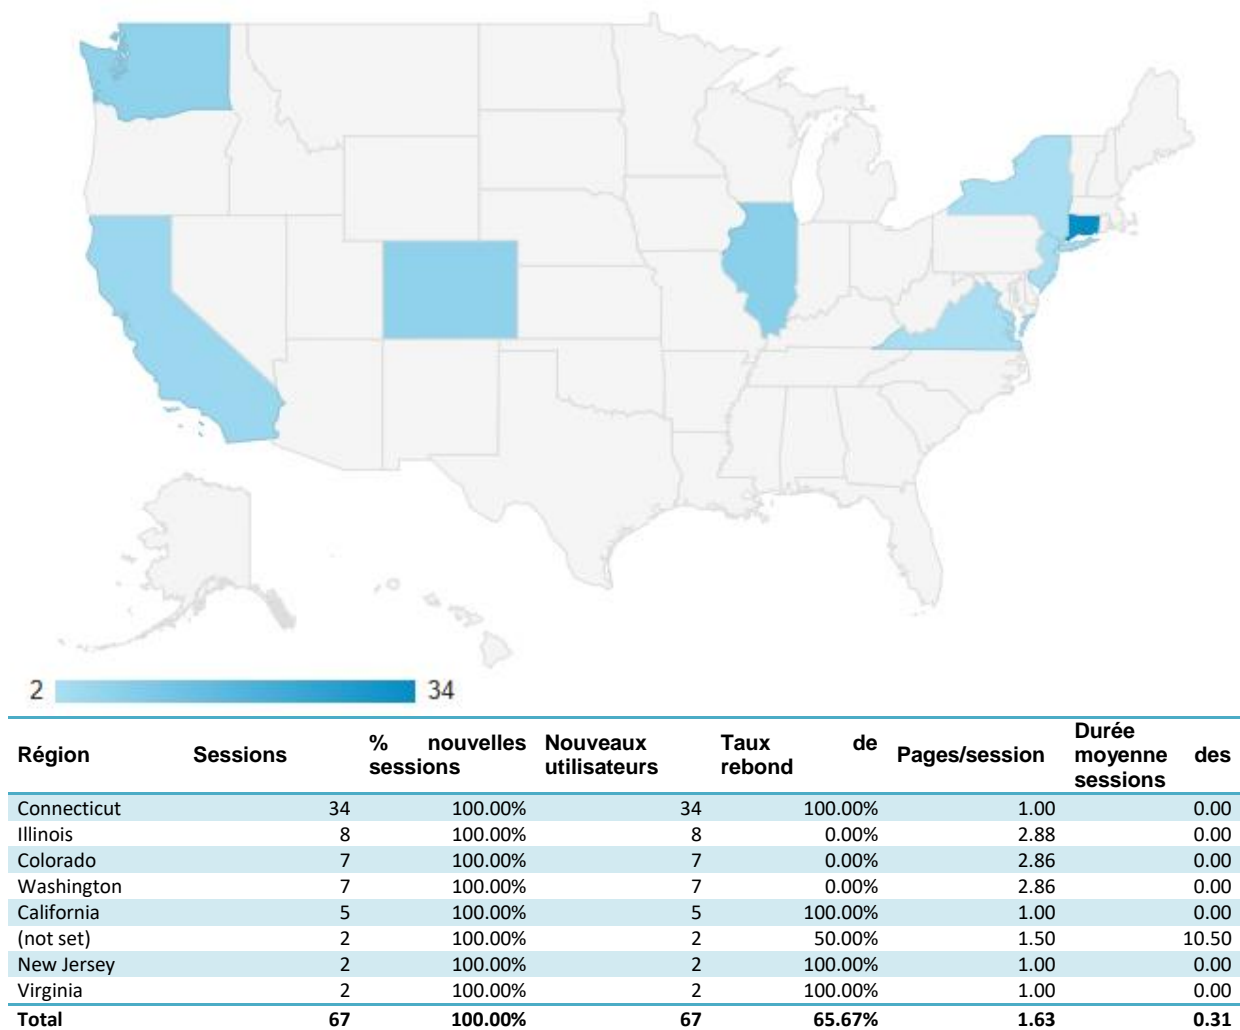 2 34
Région Sessions % nouvelles sessions Nouveaux utilisateurs Taux de rebond Pages/session Durée moyenne des sessions
Connecticut 34 100.00% 34 100.00% 1.00 0.00
Illinois 8 100.00% 8 0.00% 2.88 0.00
Colorado 7 100.00% 7 0.00% 2.86 0.00
Washington 7 100.00% 7 0.00% 2.86 0.00
California 5 100.00% 5 100.00% 1.00 0.00
(not set) 2 100.00% 2 50.00% 1.50 10.50
New Jersey 2 100.00% 2 100.00% 1.00 0.00
Virginia 2 100.00% 2 100.00% 1.00 0.00
Total 67 100.00% 67 65.67% 1.63 0.31